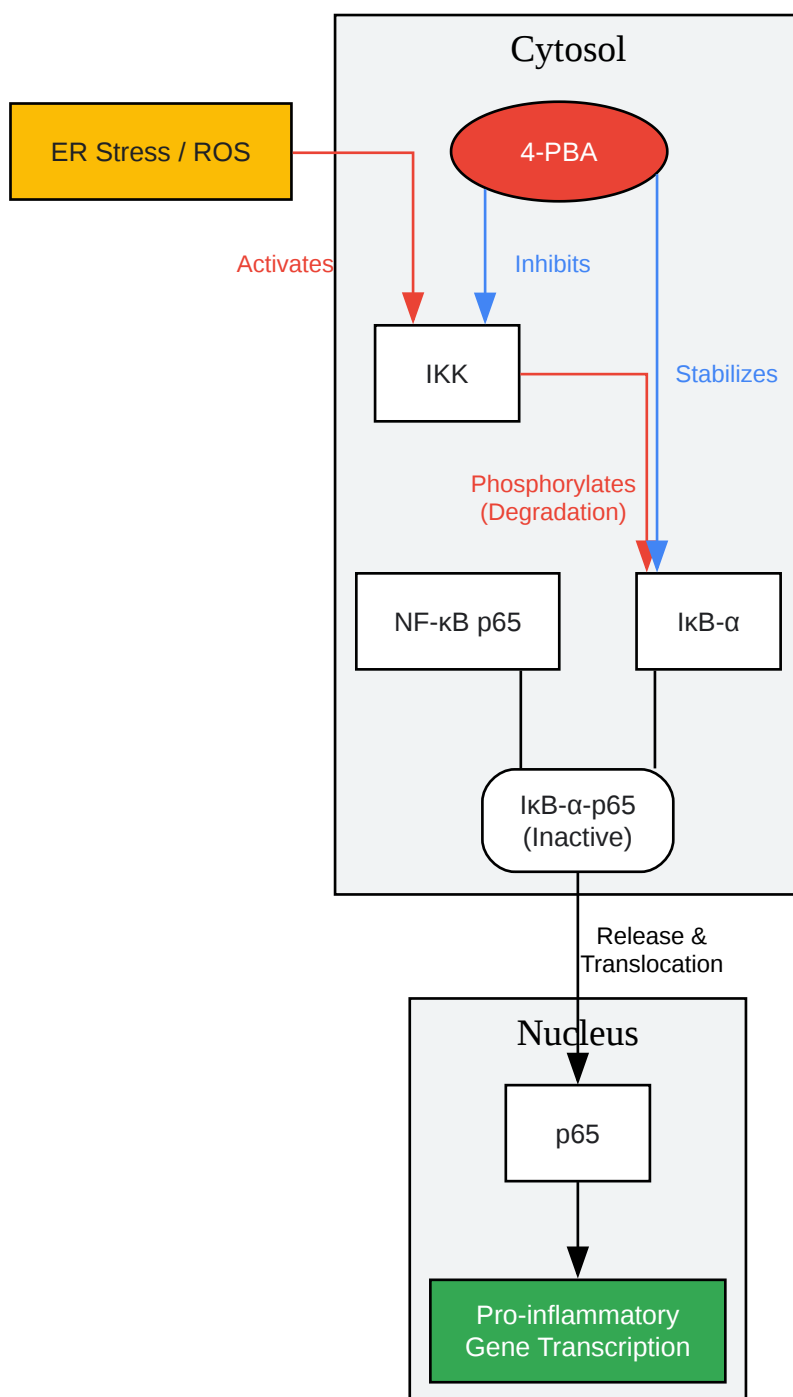 Cytosol
ER Stress / ROS
4-PBA
Activates
Inhibits
IKK
Stabilizes
Phosphorylates
(Degradation)
NF-κB p65
IκB-α
IκB-α-p65
(Inactive)
Release &
Translocation
Nucleus
p65
Pro-inflammatory
Gene Transcription